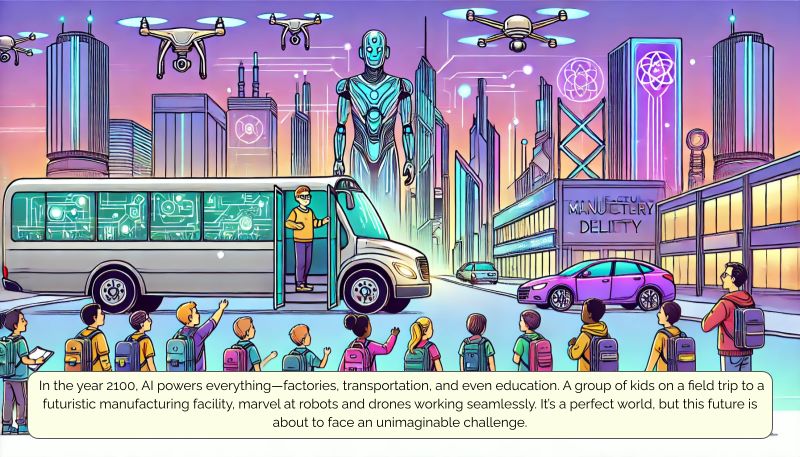 DELITY
In the year 2100, AI powers everything—factories, transportation, and even education. A group of kids on a field trip to a
futuristic manufacturing facility, marvel at robots and drones working seamlessly. It's a perfect world, but this future is
about to face an unimaginable challenge.